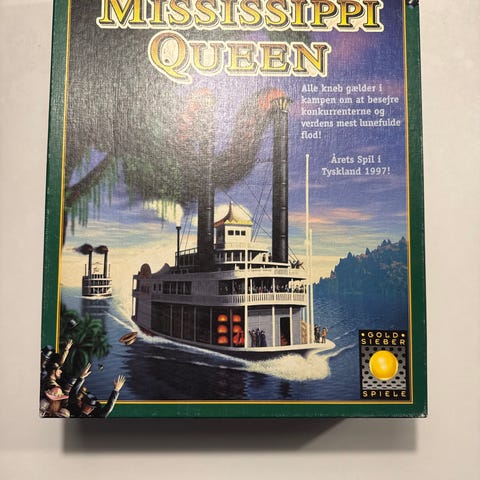 MISSISSIPPI
QUEEN
Alle kneb gælder i
kampen om at besejre
konkurrenterne og
verdens mest lunefulde
flod!
Årets Spil i
Tyskland 1997!
GOLD
SIEBER
SPIELE